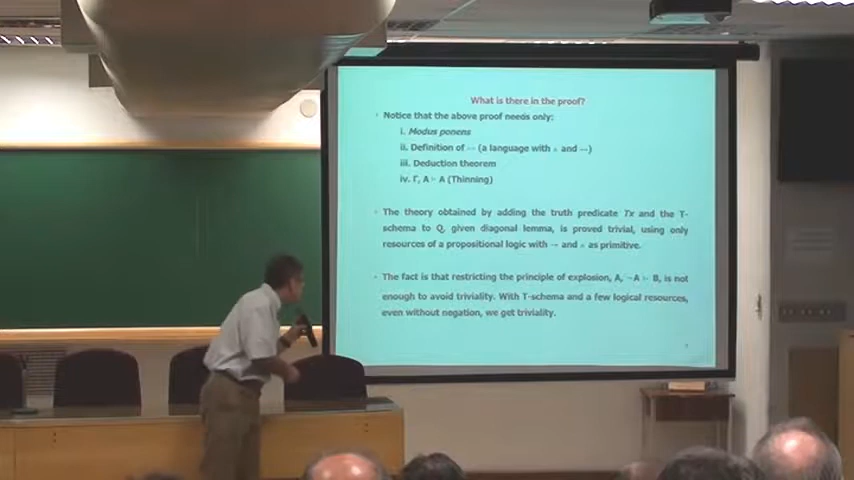 What is there in the proof?
Notice that the above proof needs only:
i. Modus ponens
ii. Definition of (a language with ∧ and →)
iii. Deduction theorem
iv. Γ, A ⊢ A (Thinning)
The theory obtained by adding the truth predicate Tx and the T-
schema to Q, given diagonal lemma, is proved trivial, using only
resources of a propositional logic with → and ∧ as primitive.
The fact is that restricting the principle of explosion, A, ¬A ⊢ B, is not
enough to avoid triviality. With T-schema and a few logical resources,
even without negation, we get triviality.